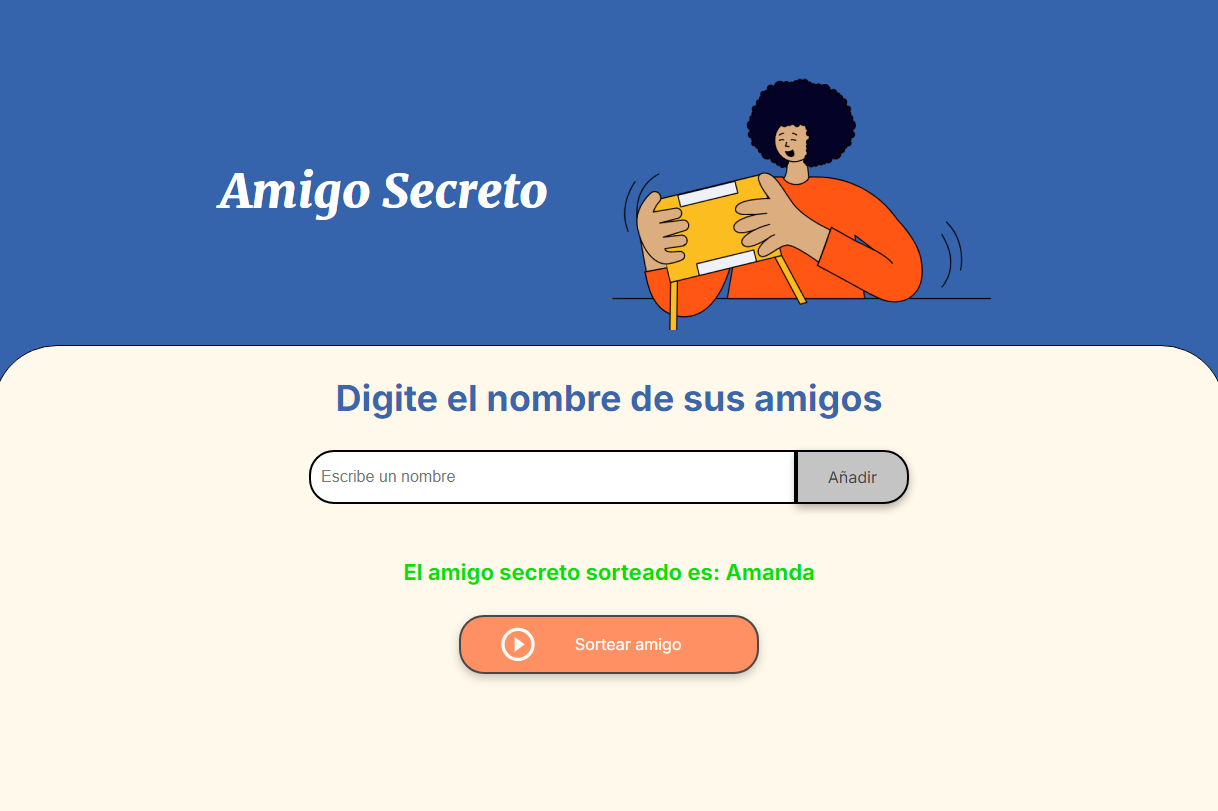 Amigo Secreto
Digite el nombre de sus amigos
Escribe un nombre
Añadir
El amigo secreto sorteado es: Amanda
Sortear amigo